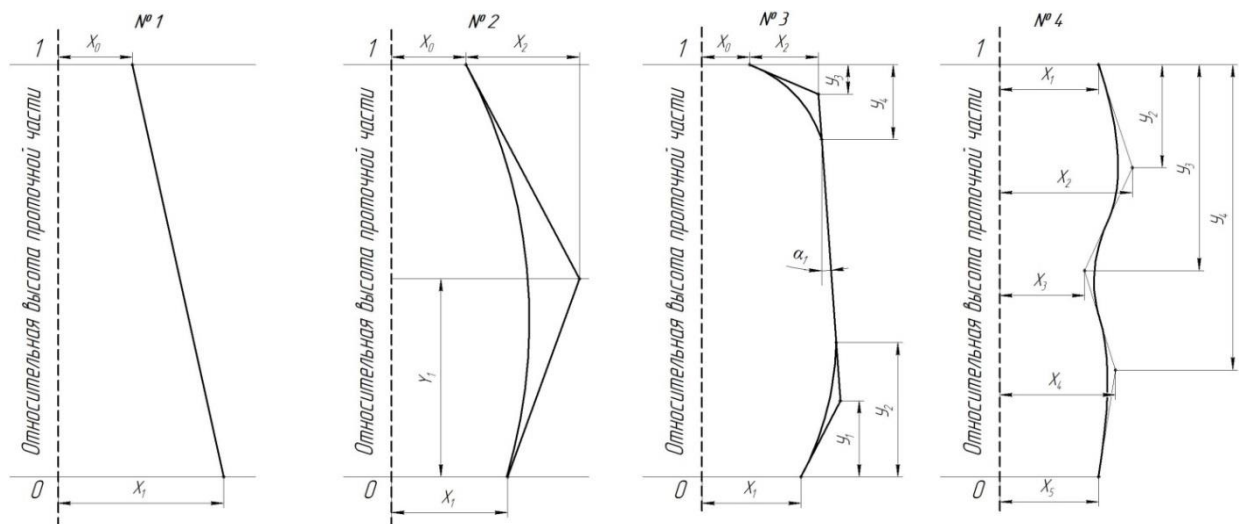 № 1
1
X₀
Относительная высота проточной части
0
X₁
№ 2
1
X₀
X₂
Относительная высота проточной части
Y₁
0
X₁
№ 3
1
X₀
X₂
y₃
y₄
Относительная высота проточной части
α₁
y₂
y₁
0
X₁
№ 4
1
X₁
y₂
X₂
y₃
y₄
Относительная высота проточной части
X₃
X₄
0
X₅